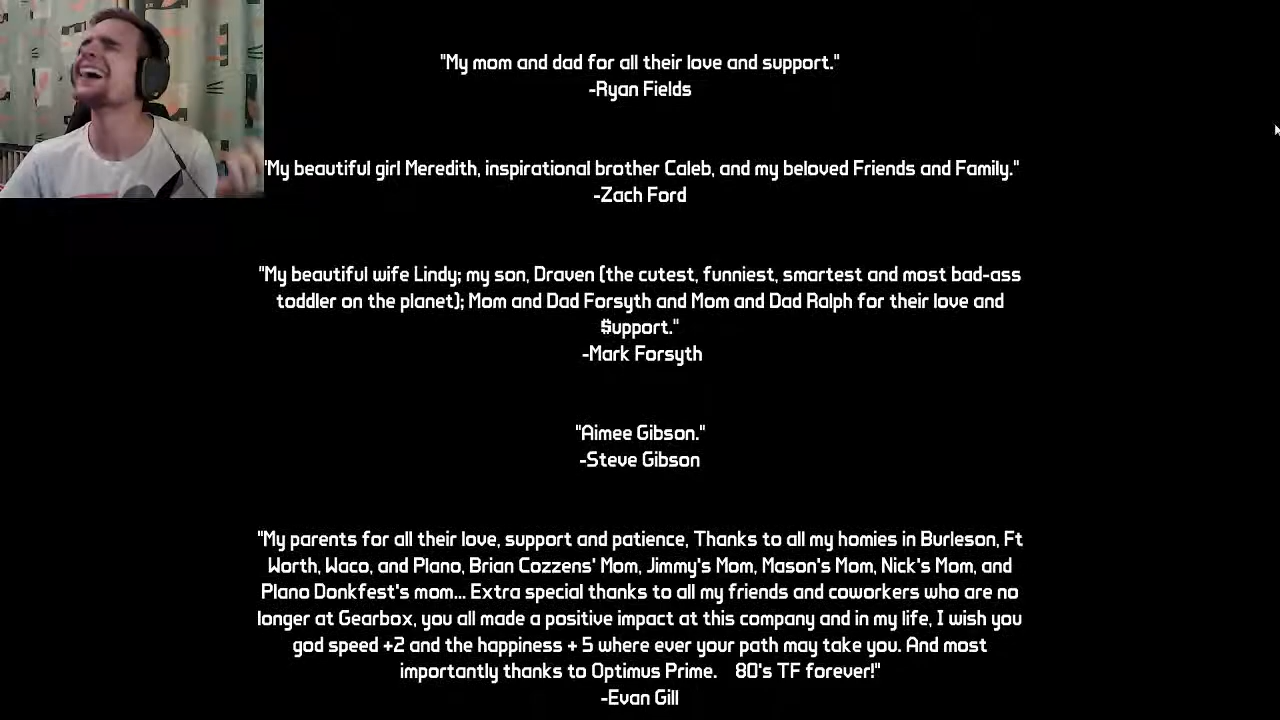 "My mom and dad for all their love and support."
-Ryan Fields
"My beautiful girl Meredith, inspirational brother Caleb, and my beloved Friends and Family."
-Zach Ford
"My beautiful wife Lindy; my son, Draven (the cutest, funniest, smartest and most bad-ass
toddler on the planet); Mom and Dad Forsyth and Mom and Dad Ralph for their love and
$upport."
-Mark Forsyth
"Aimee Gibson."
-Steve Gibson
"My parents for all their love, support and patience, Thanks to all my homies in Burleson, Ft
Worth, Waco, and Plano, Brian Cozzens' Mom, Jimmy's Mom, Mason's Mom, Nick's Mom, and
Plano Donkfest's mom... Extra special thanks to all my friends and coworkers who are no
longer at Gearbox, you all made a positive impact at this company and in my life, I wish you
god speed +2 and the happiness + 5 where ever your path may take you. And most
importantly thanks to Optimus Prime. 80's TF forever!"
-Evan Gill